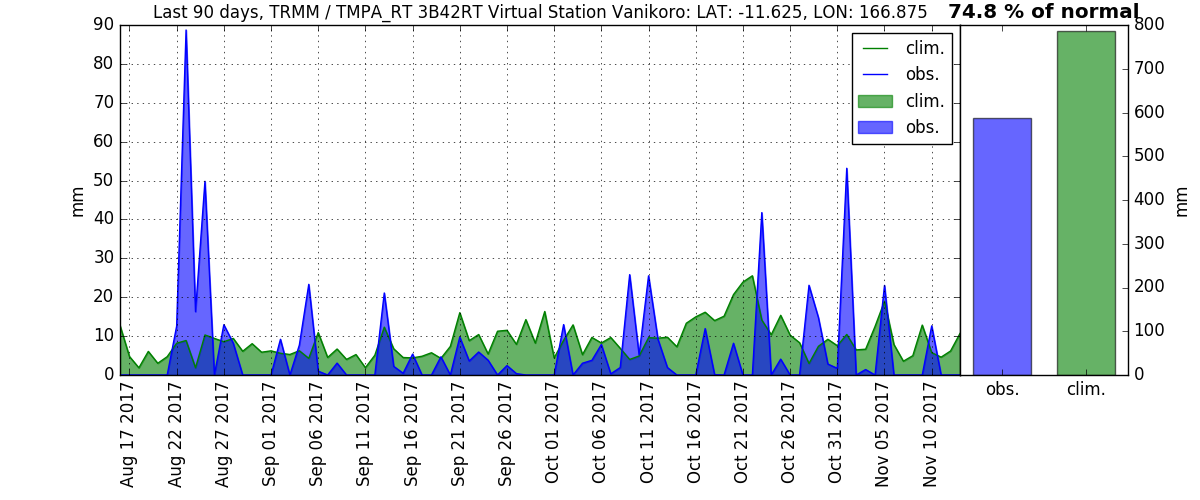 Last 90 days, TRMM / TMPA_RT 3B42RT Virtual Station Vanikoro: LAT: -11.625, LON: 166.875
74.8 % of normal
90
80
70
60
50
40
30
20
10
0
mm
clim.
obs.
clim.
obs.
Aug 17 2017
Aug 22 2017
Aug 27 2017
Sep 01 2017
Sep 06 2017
Sep 11 2017
Sep 16 2017
Sep 21 2017
Sep 26 2017
Oct 01 2017
Oct 06 2017
Oct 11 2017
Oct 16 2017
Oct 21 2017
Oct 26 2017
Oct 31 2017
Nov 05 2017
Nov 10 2017
800
700
600
500
400
300
200
100
0
mm
obs.
clim.